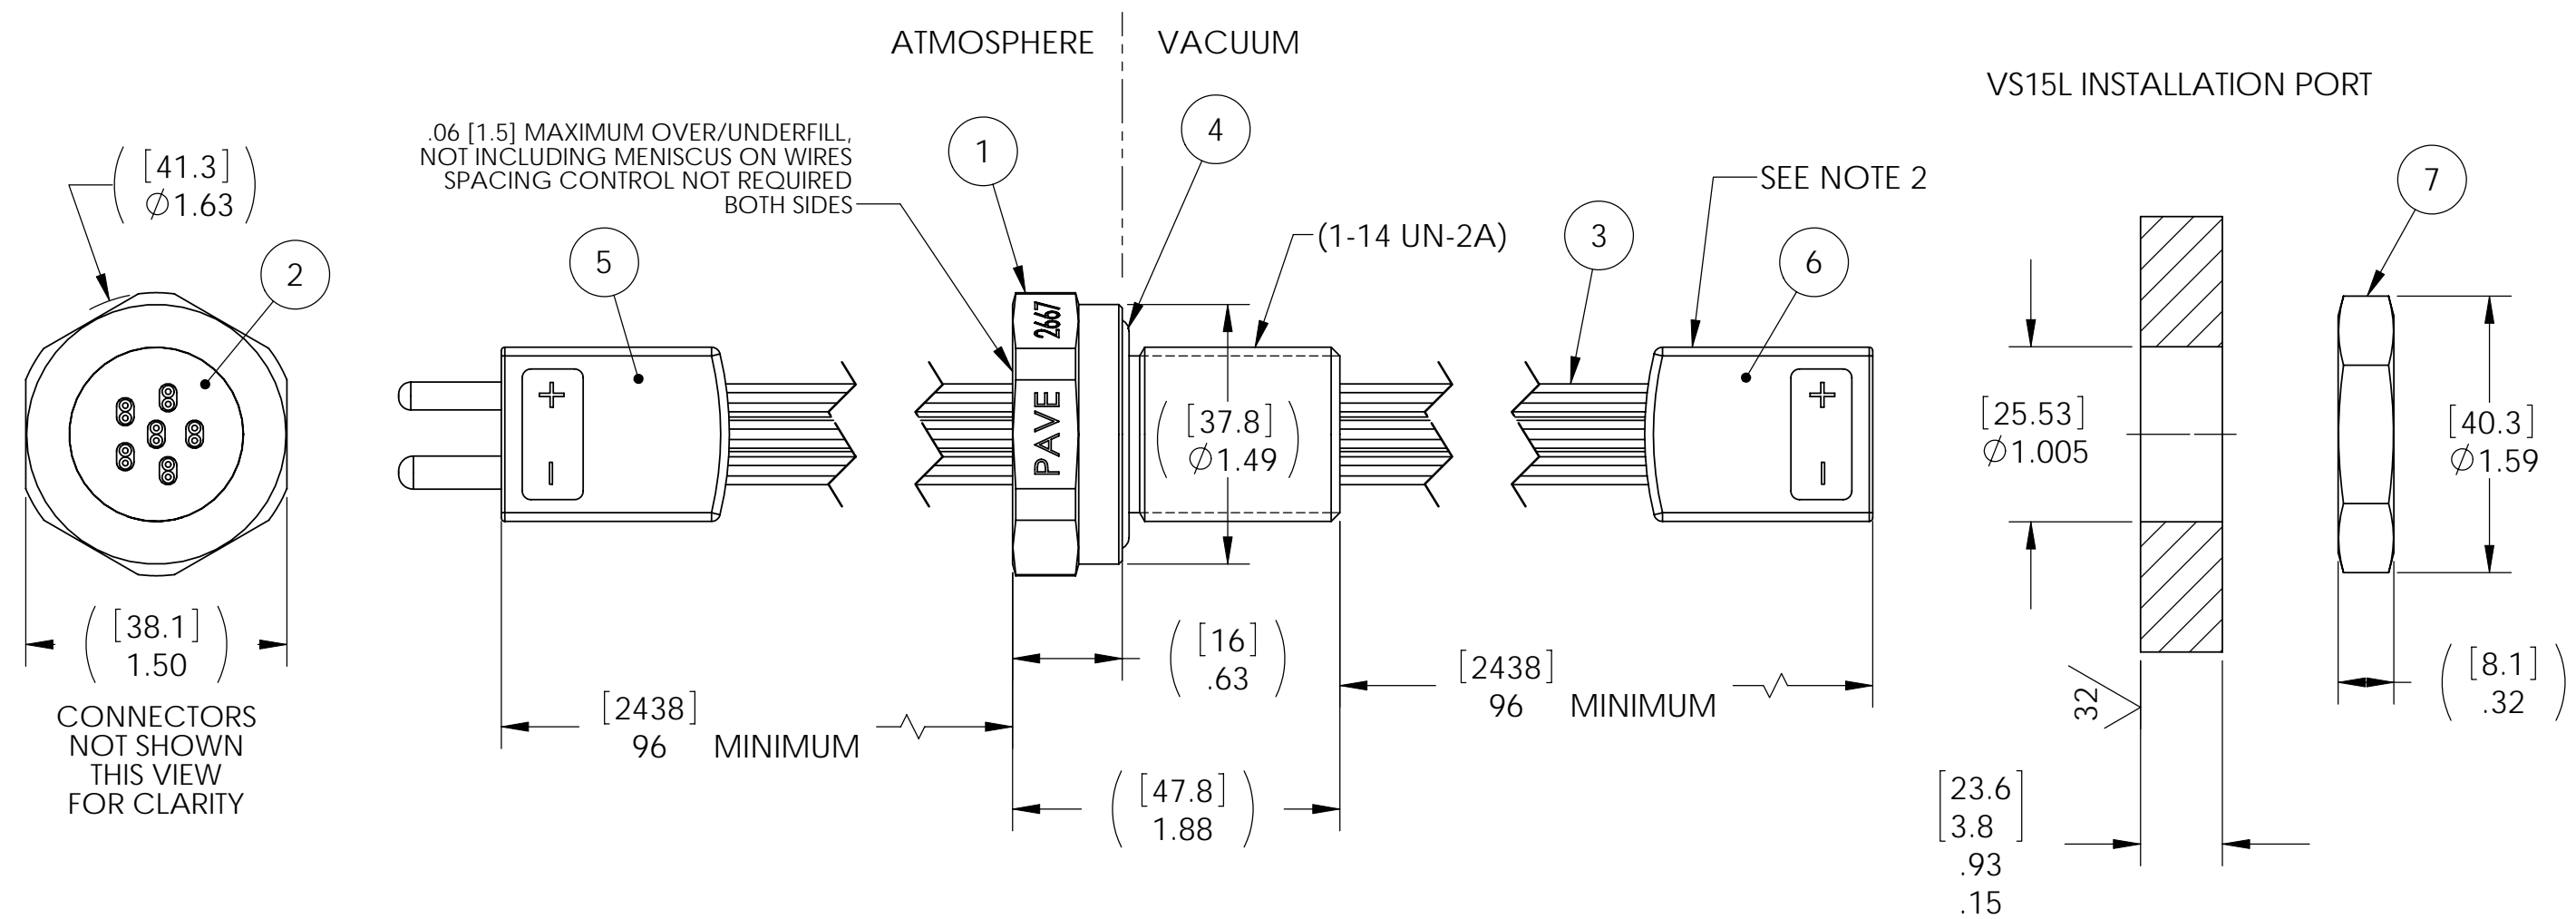 ATMOSPHERE
VACUUM
VS15L INSTALLATION PORT
.06 [1.5] MAXIMUM OVER/UNDERFILL,
NOT INCLUDING MENISCUS ON WIRES
SPACING CONTROL NOT REQUIRED
BOTH SIDES
1
4
SEE NOTE 2
7
([41.3]
∅1.63)
2
5
(1-14 UN-2A)
3
6
2667
PAVE
+
−
+
−
([37.8]
∅1.49)
[25.53]
∅1.005
[40.3]
∅1.59
([38.1]
1.50)
CONNECTORS
NOT SHOWN
THIS VIEW
FOR CLARITY
[2438]
96 MINIMUM
([16]
.63)
[2438]
96 MINIMUM
32
([8.1]
.32)
([47.8]
1.88)
[23.6]
[3.8]
.93
.15